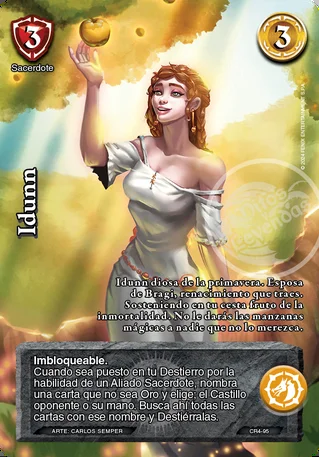 3
3
Sacerdote
© 2024 FENIX ENTERTAINMENT S.P.A.
Idunn
Idunn diosa de la primavera. Esposa
de Bragi, renacimiento que traes.
Sosteniendo en tu cesta fruto de la
inmortalidad. No le darás las manzanas
mágicas a nadie que no lo merezca.
Imbloqueable.
Cuando sea puesto en tu Destierro por la
habilidad de un Aliado Sacerdote, nombra
una carta que no sea Oro y elige; el Castillo
oponente o su mano. Busca ahí todas las
cartas con ese nombre y Destiérralas.
ARTE: CARLOS SEMPER
CR4-95